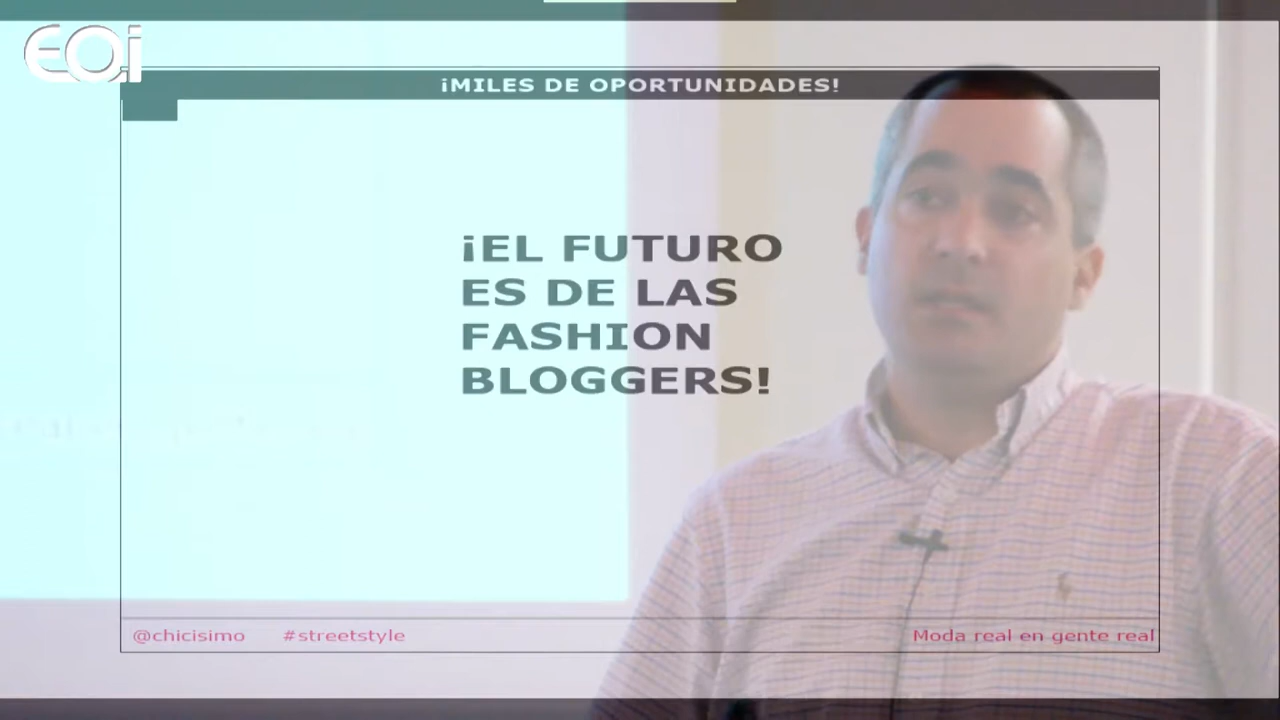 EOi
¡MILES DE OPORTUNIDADES!
¡EL FUTURO
ES DE LAS
FASHION
BLOGGERS!
@chicisimo #streetstyle Moda real en gente real